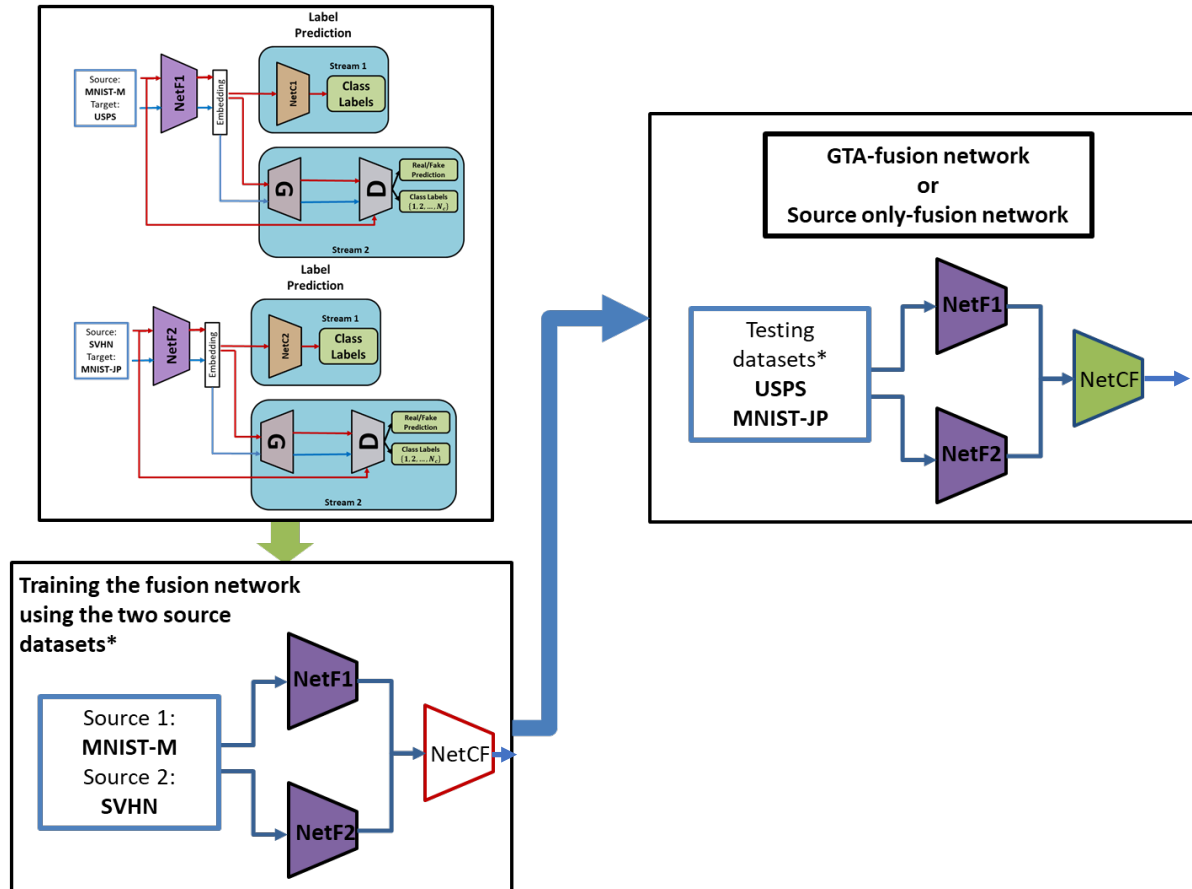 Label
Prediction
Source:
MNIST-M
Target:
USPS
NetF1
Embedding
Stream 1
NetC1
Class
Labels
G
D
Real/Fake
Prediction
Class Labels
{1, 2, ..., N_c}
Stream 2
Label
Prediction
Source:
SVHN
Target:
MNIST-JP
NetF2
Embedding
Stream 1
NetC2
Class
Labels
G
D
Real/Fake
Prediction
Class Labels
{1, 2, ..., N_c}
Stream 2
Training the fusion network
using the two source
datasets*
Source 1:
MNIST-M
Source 2:
SVHN
NetF1
NetF2
NetCF
GTA-fusion network
or
Source only-fusion network
Testing
datasets*
USPS
MNIST-JP
NetF1
NetF2
NetCF